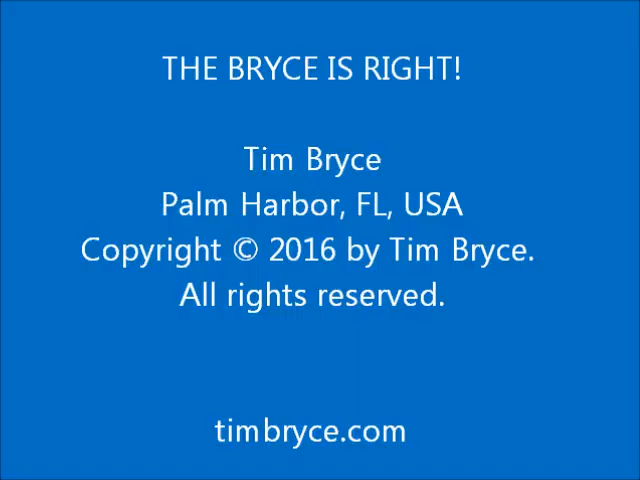 THE BRYCE IS RIGHT!
Tim Bryce
Palm Harbor, FL, USA
Copyright © 2016 by Tim Bryce.
All rights reserved.
timbryce.com